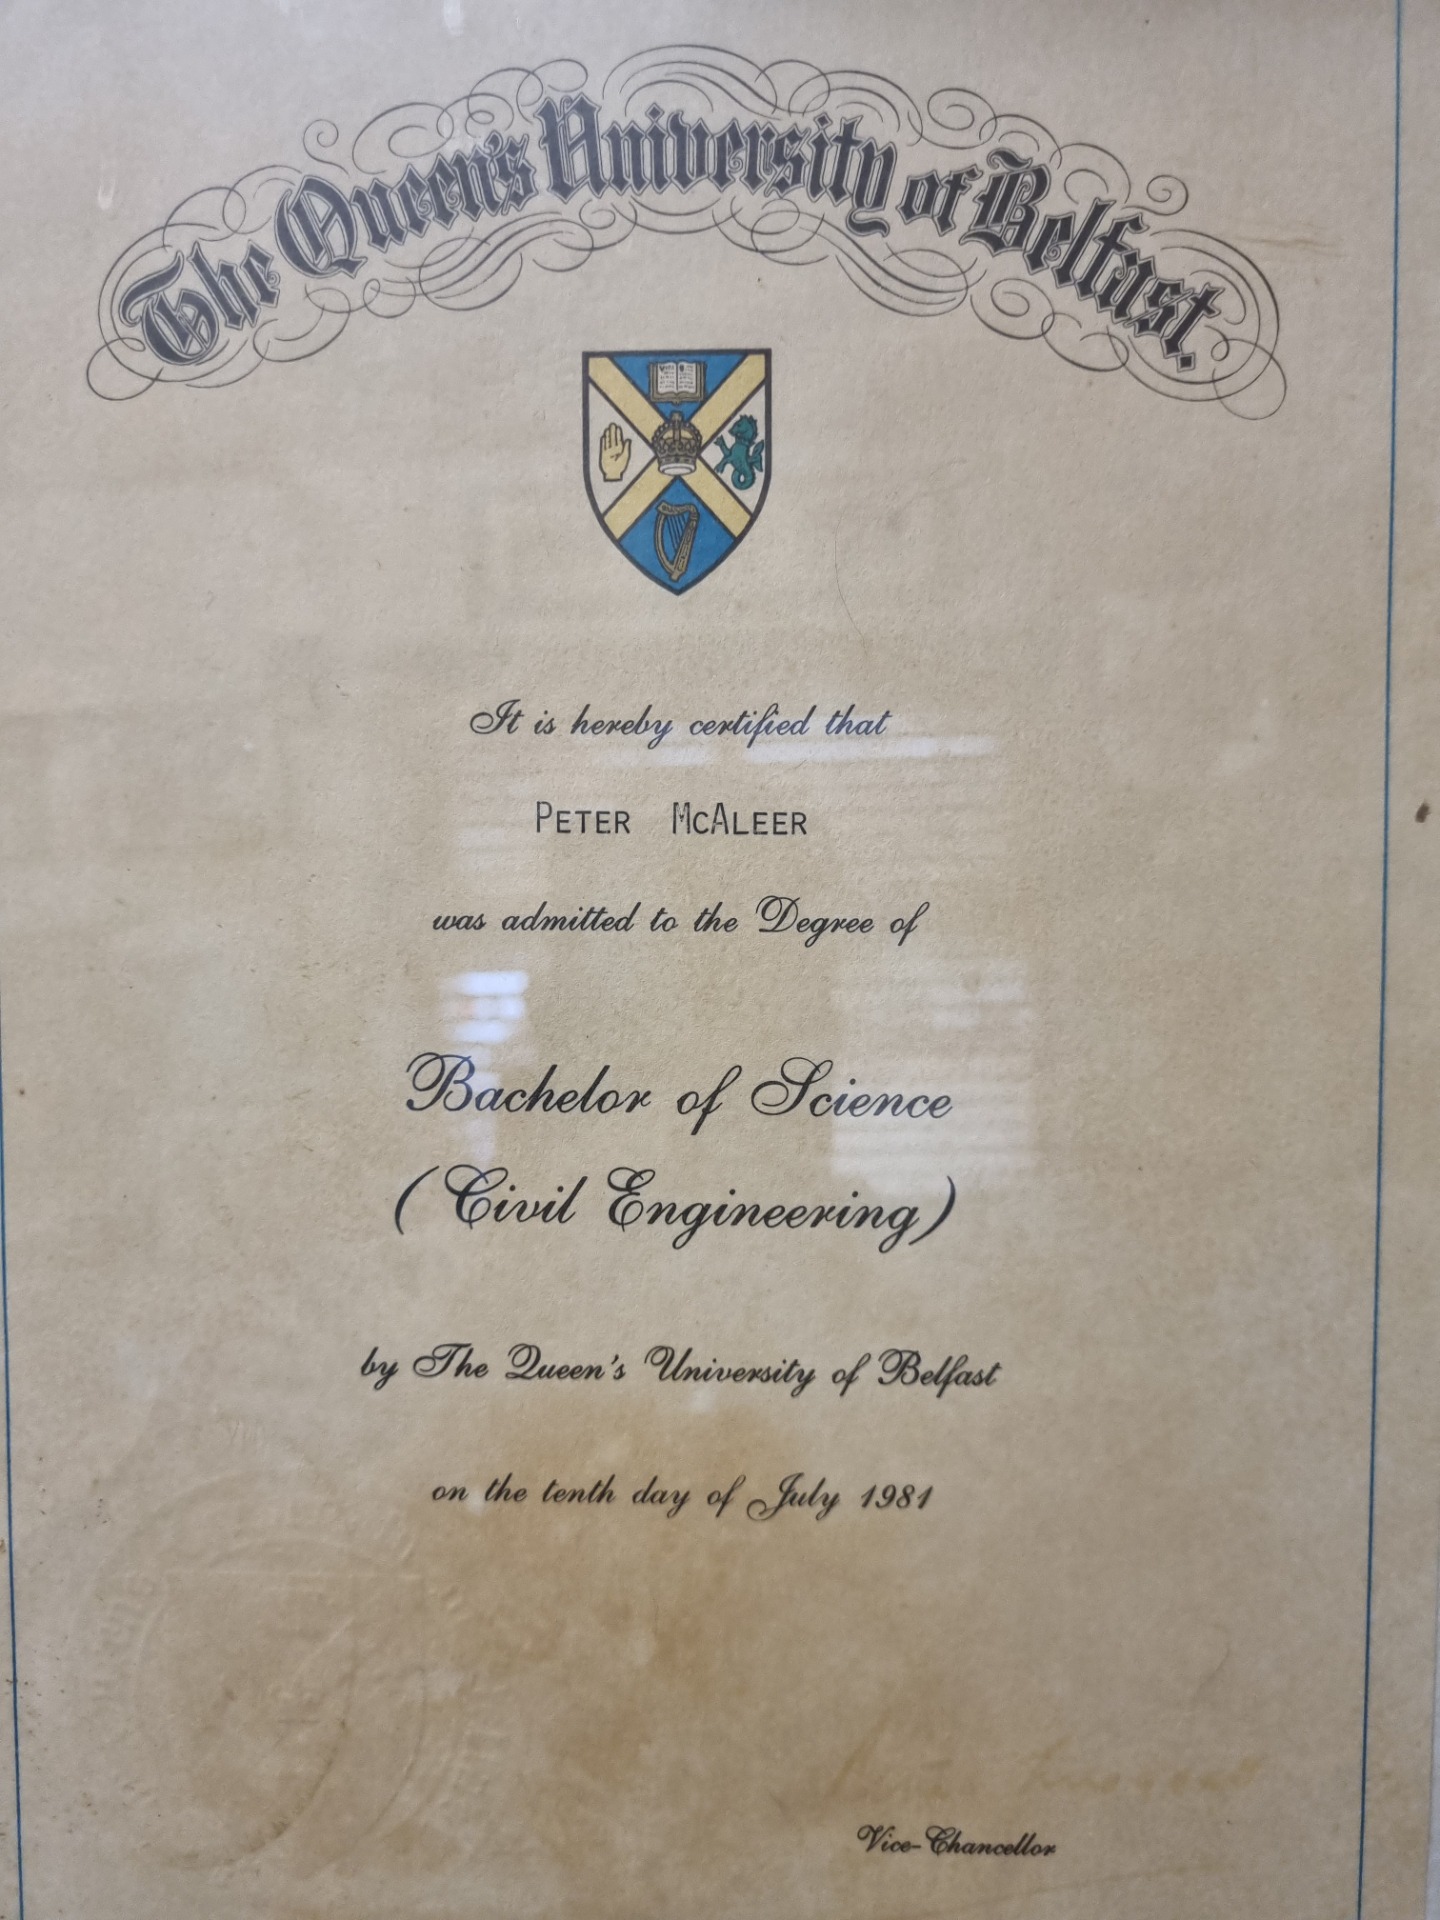 The Queen's University of Belfast.
It is hereby certified that
PETER McALEER
was admitted to the Degree of
Bachelor of Science
(Civil Engineering)
by The Queen's University of Belfast
on the tenth day of July 1981
Vice-Chancellor